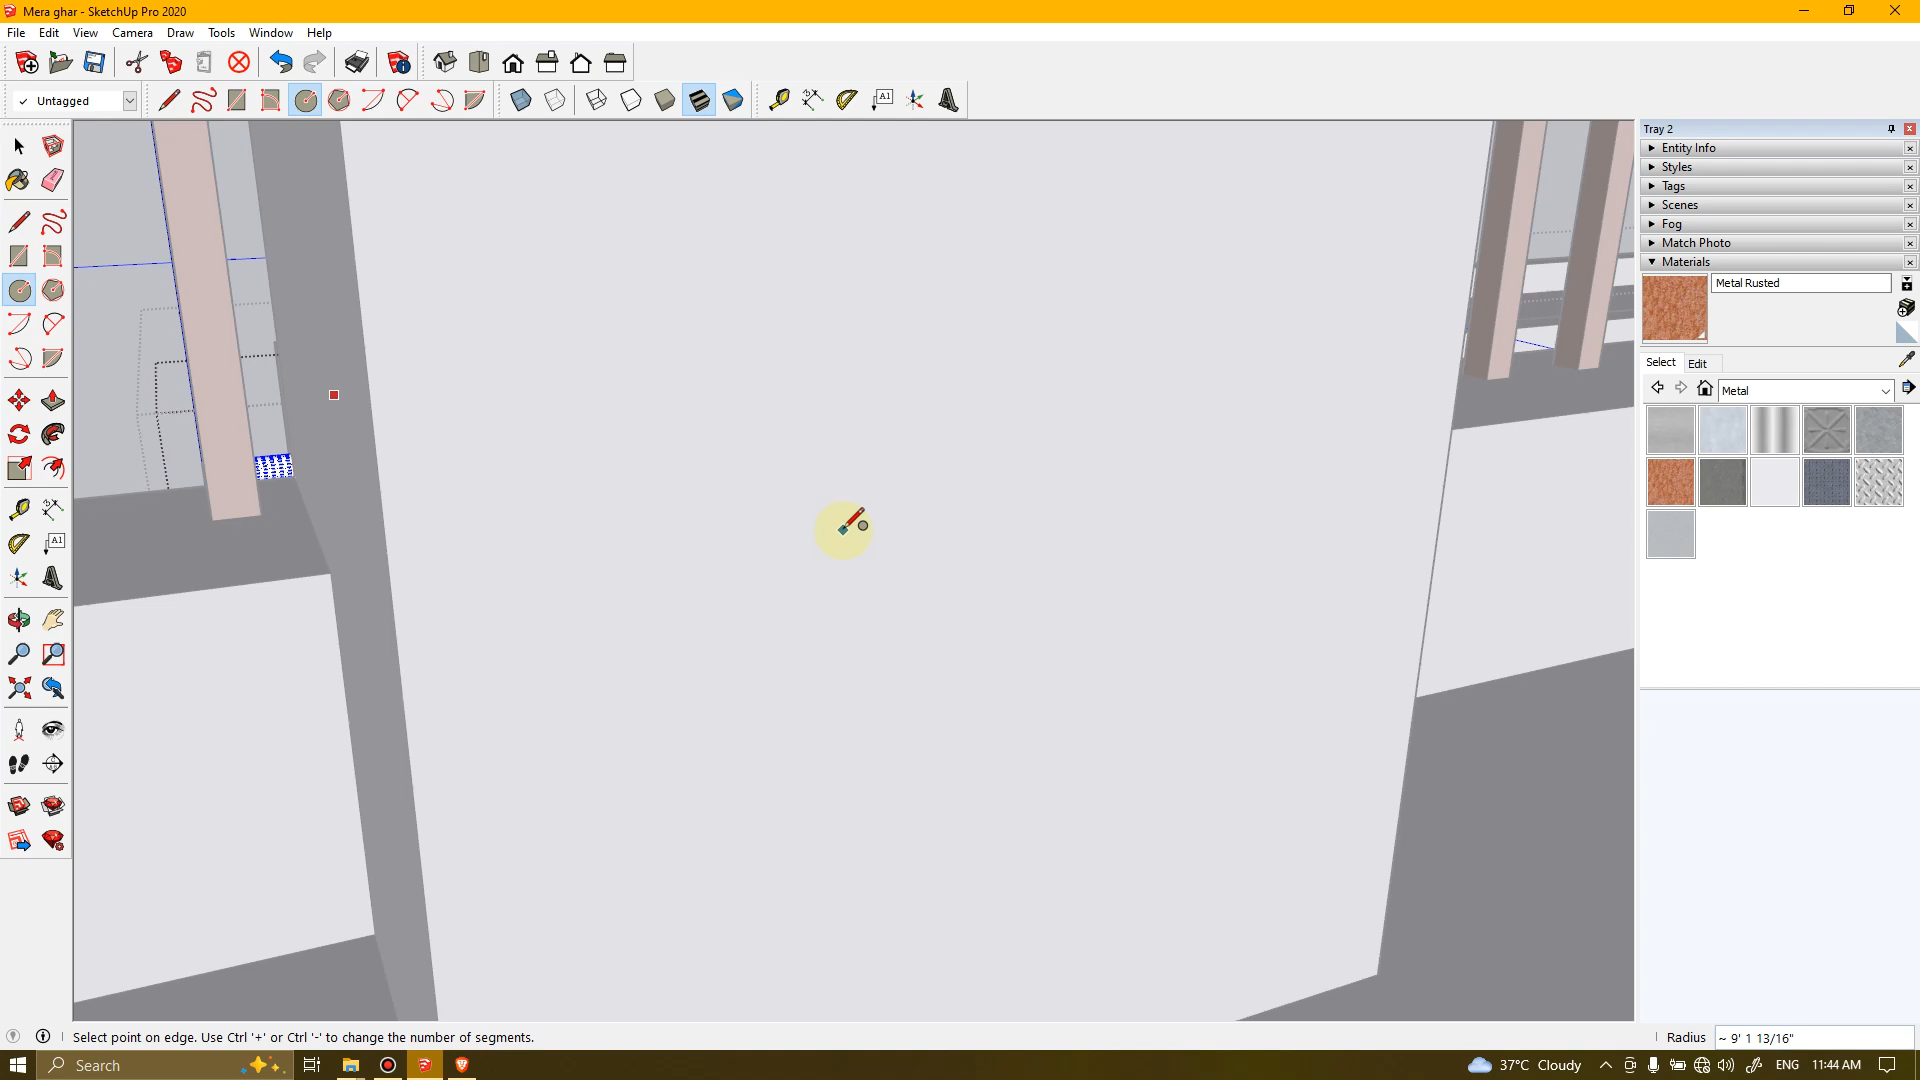 Mera ghar - SketchUp Pro 2020
File Edit View Camera Draw Tools Window Help
✓ Untagged
A1
Tray 2
Entity Info
Styles
Tags
Scenes
Fog
Match Photo
Materials
Metal Rusted
Select Edit
Metal
A1
Select point on edge. Use Ctrl '+' or Ctrl '-' to change the number of segments.
Radius ~ 9' 1 13/16"
Search
37°C Cloudy
ENG
11:44 AM